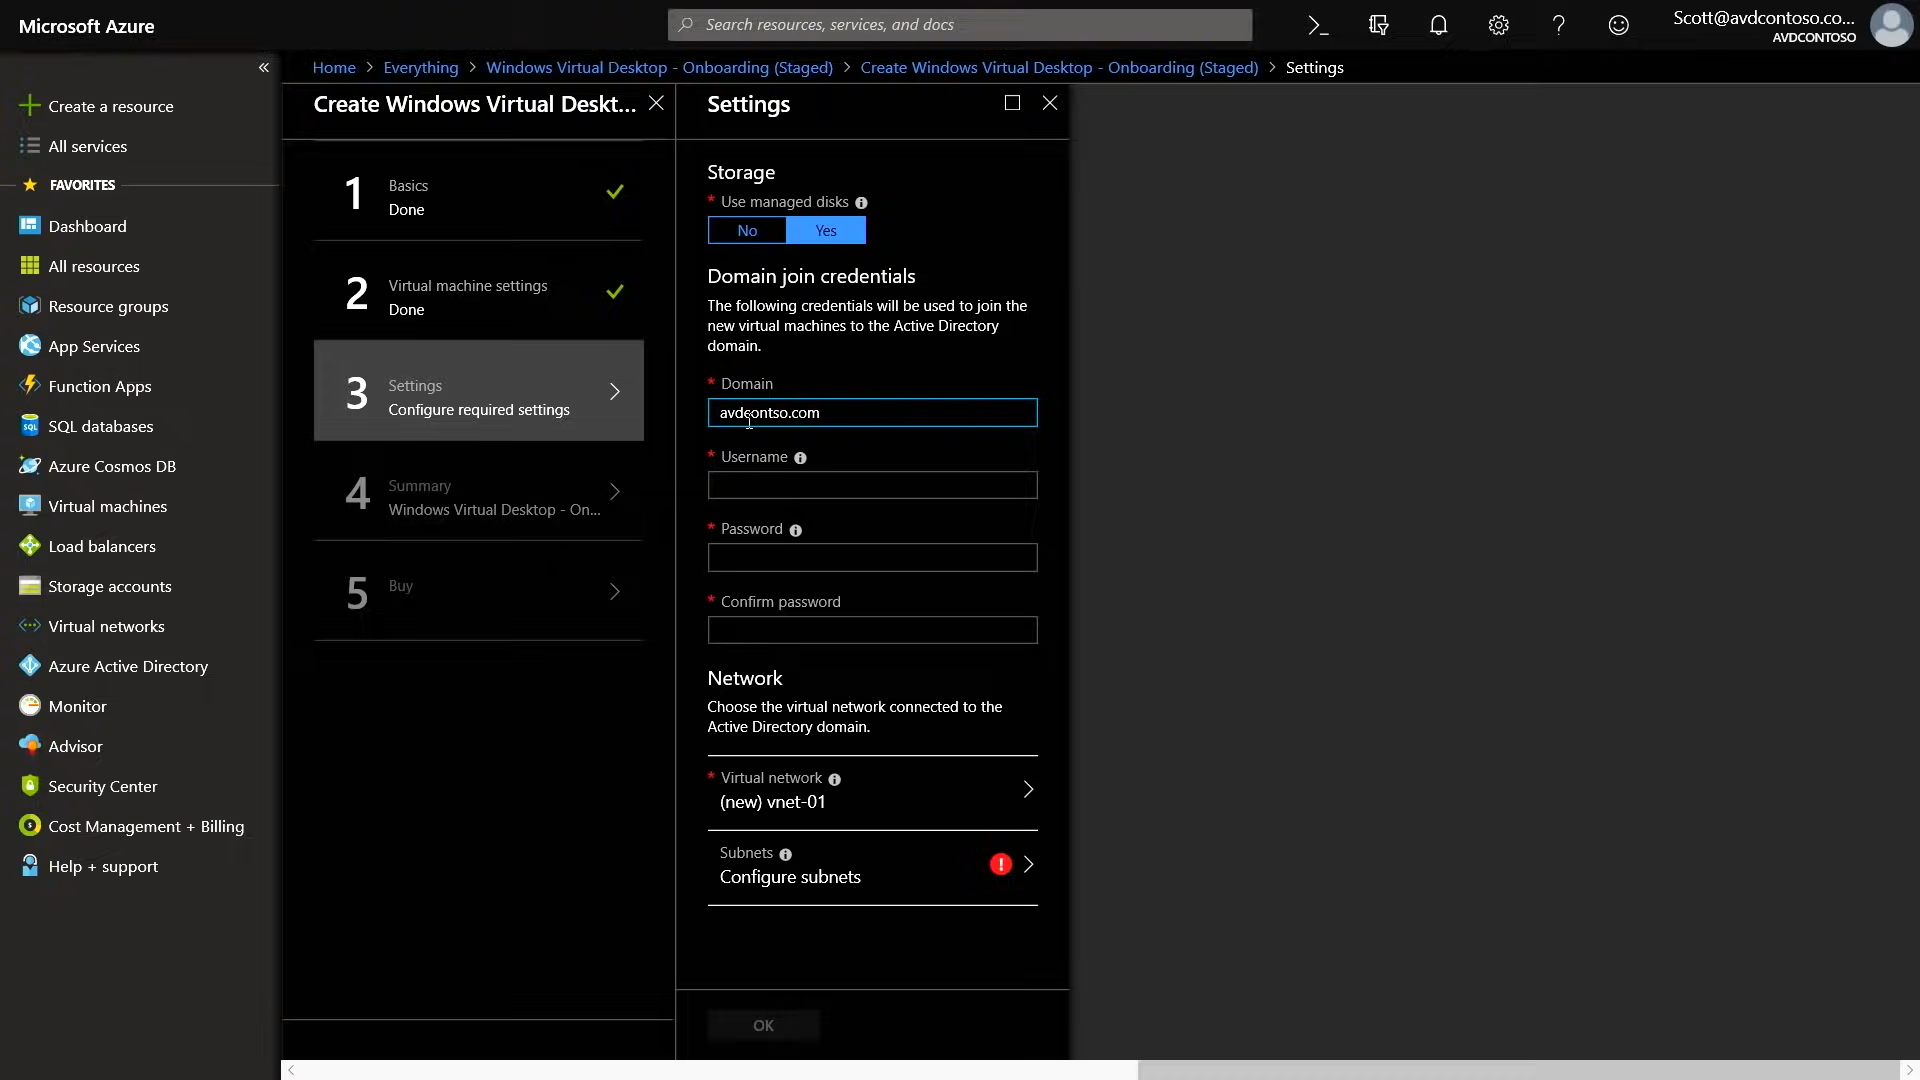 Microsoft Azure
Search resources, services, and docs
Scott@avdcontoso.co...
AVDCONTOSO
Home > Everything > Windows Virtual Desktop - Onboarding (Staged) > Create Windows Virtual Desktop - Onboarding (Staged) > Settings
Create a resource
All services
FAVORITES
Dashboard
All resources
Resource groups
App Services
Function Apps
SQL databases
Azure Cosmos DB
Virtual machines
Load balancers
Storage accounts
Virtual networks
Azure Active Directory
Monitor
Advisor
Security Center
Cost Management + Billing
Help + support
Create Windows Virtual Deskt...
1
Basics
Done
2
Virtual machine settings
Done
3
Settings
Configure required settings
4
Summary
Windows Virtual Desktop - On...
5
Buy
Settings
Storage
* Use managed disks
No Yes
Domain join credentials
The following credentials will be used to join the
new virtual machines to the Active Directory
domain.
* Domain
avdcontso.com
* Username
* Password
* Confirm password
Network
Choose the virtual network connected to the
Active Directory domain.
* Virtual network
(new) vnet-01
Subnets
Configure subnets
OK